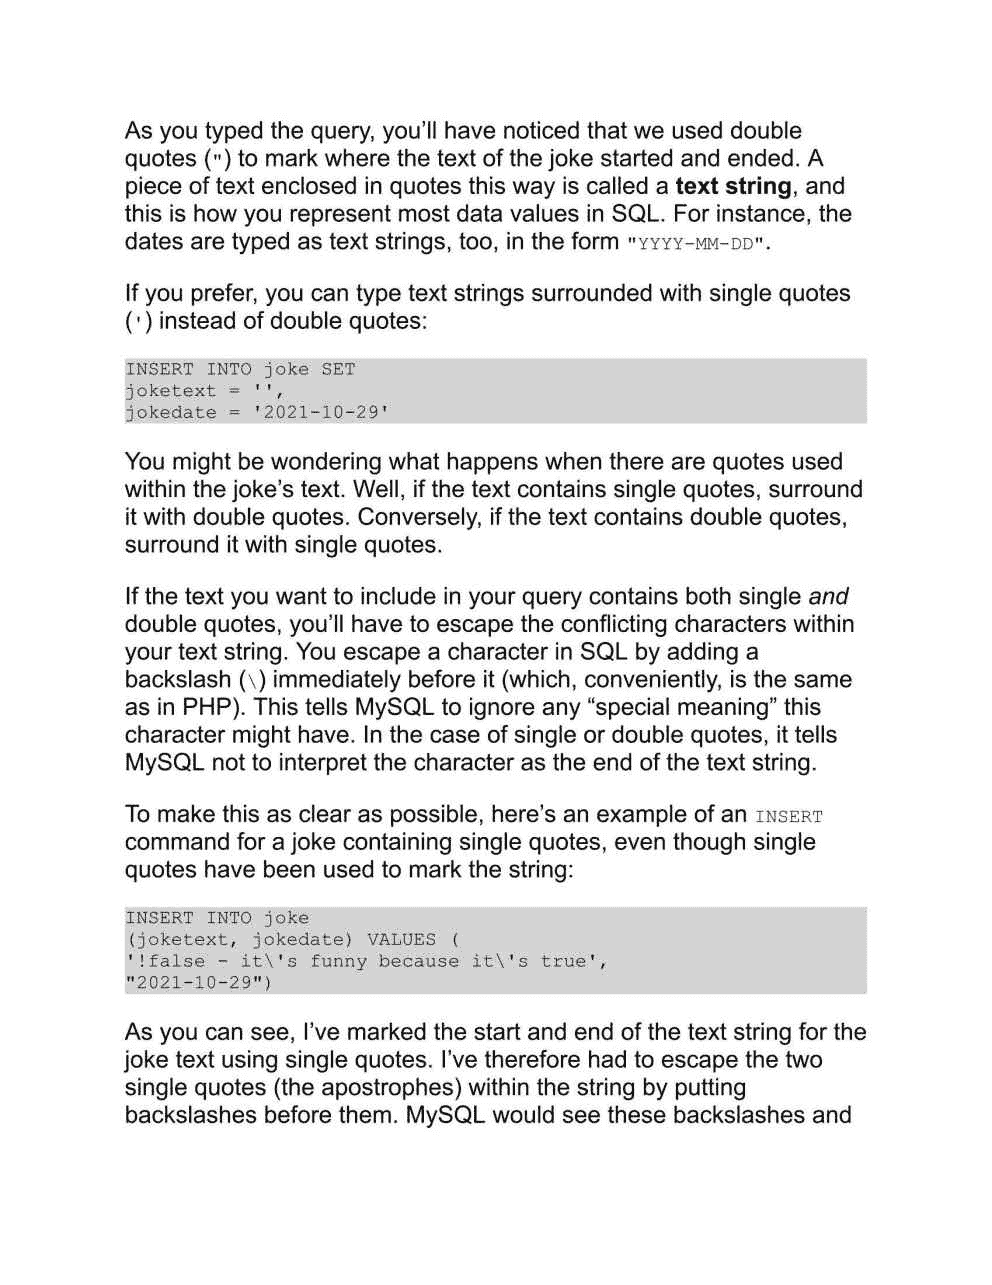 As you typed the query, you’ll have noticed that we used double
quotes (") to mark where the text of the joke started and ended. A
piece of text enclosed in quotes this way is called a text string, and
this is how you represent most data values in SQL. For instance, the
dates are typed as text strings, too, in the form "YYYY-MM-DD".
If you prefer, you can type text strings surrounded with single quotes
(') instead of double quotes:
INSERT INTO joke SET
joketext = '',
jokedate = '2021-10-29'
You might be wondering what happens when there are quotes used
within the joke’s text. Well, if the text contains single quotes, surround
it with double quotes. Conversely, if the text contains double quotes,
surround it with single quotes.
If the text you want to include in your query contains both single and
double quotes, you’ll have to escape the conflicting characters within
your text string. You escape a character in SQL by adding a
backslash (\) immediately before it (which, conveniently, is the same
as in PHP). This tells MySQL to ignore any “special meaning” this
character might have. In the case of single or double quotes, it tells
MySQL not to interpret the character as the end of the text string.
To make this as clear as possible, here’s an example of an INSERT
command for a joke containing single quotes, even though single
quotes have been used to mark the string:
INSERT INTO joke
(joketext, jokedate) VALUES (
'!false - it\'s funny because it\'s true',
"2021-10-29")
As you can see, I’ve marked the start and end of the text string for the
joke text using single quotes. I’ve therefore had to escape the two
single quotes (the apostrophes) within the string by putting
backslashes before them. MySQL would see these backslashes and